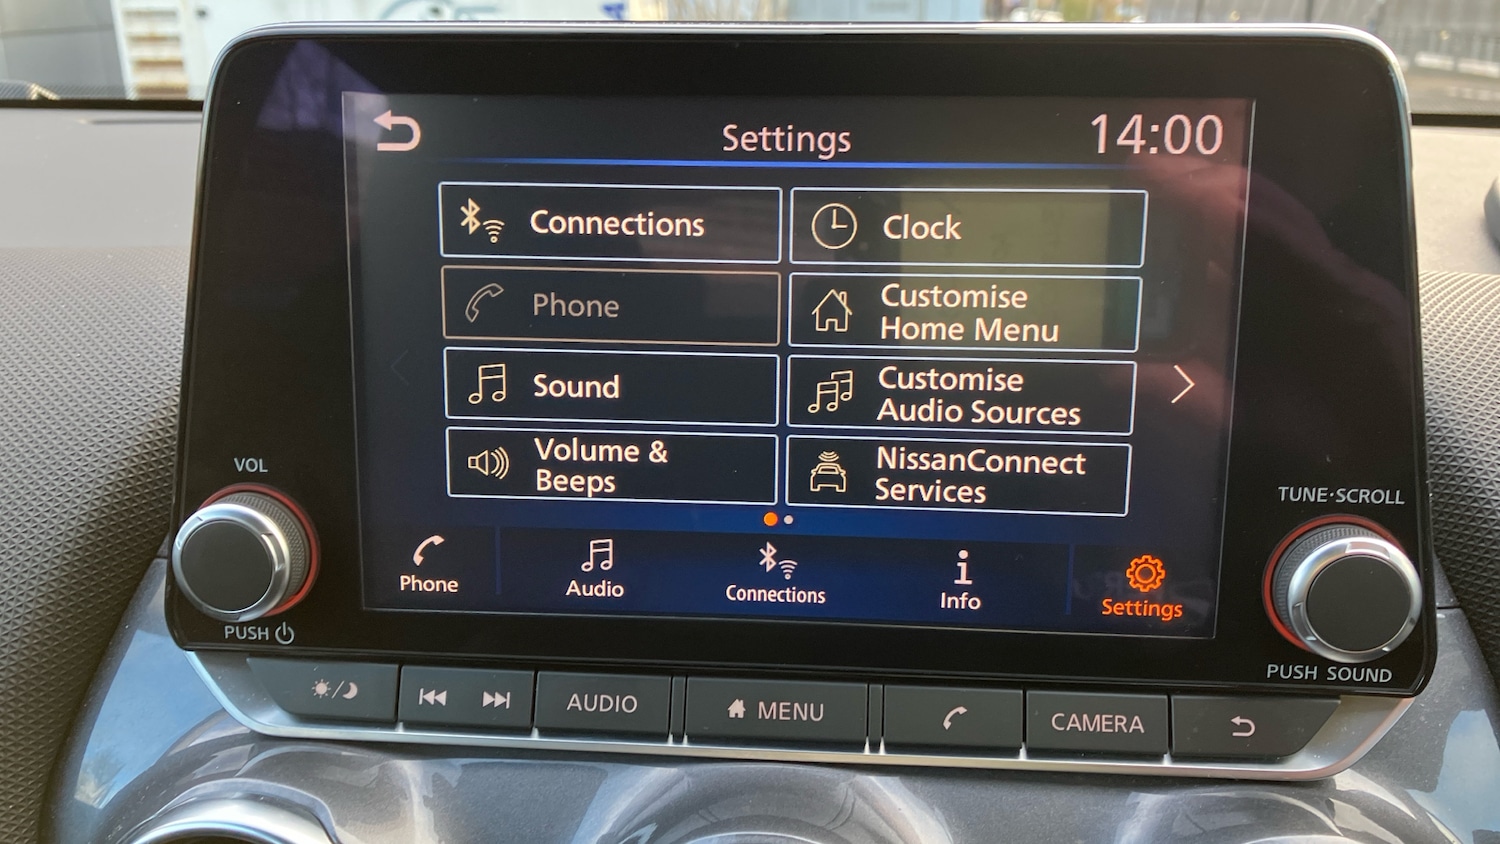 Settings
14:00
Connections
Clock
Phone
Customise
Home Menu
Sound
Customise
Audio Sources
Volume &
Beeps
NissanConnect
Services
Phone
Audio
Connections
Info
Settings
VOL
PUSH
TUNE·SCROLL
PUSH SOUND
AUDIO
MENU
CAMERA